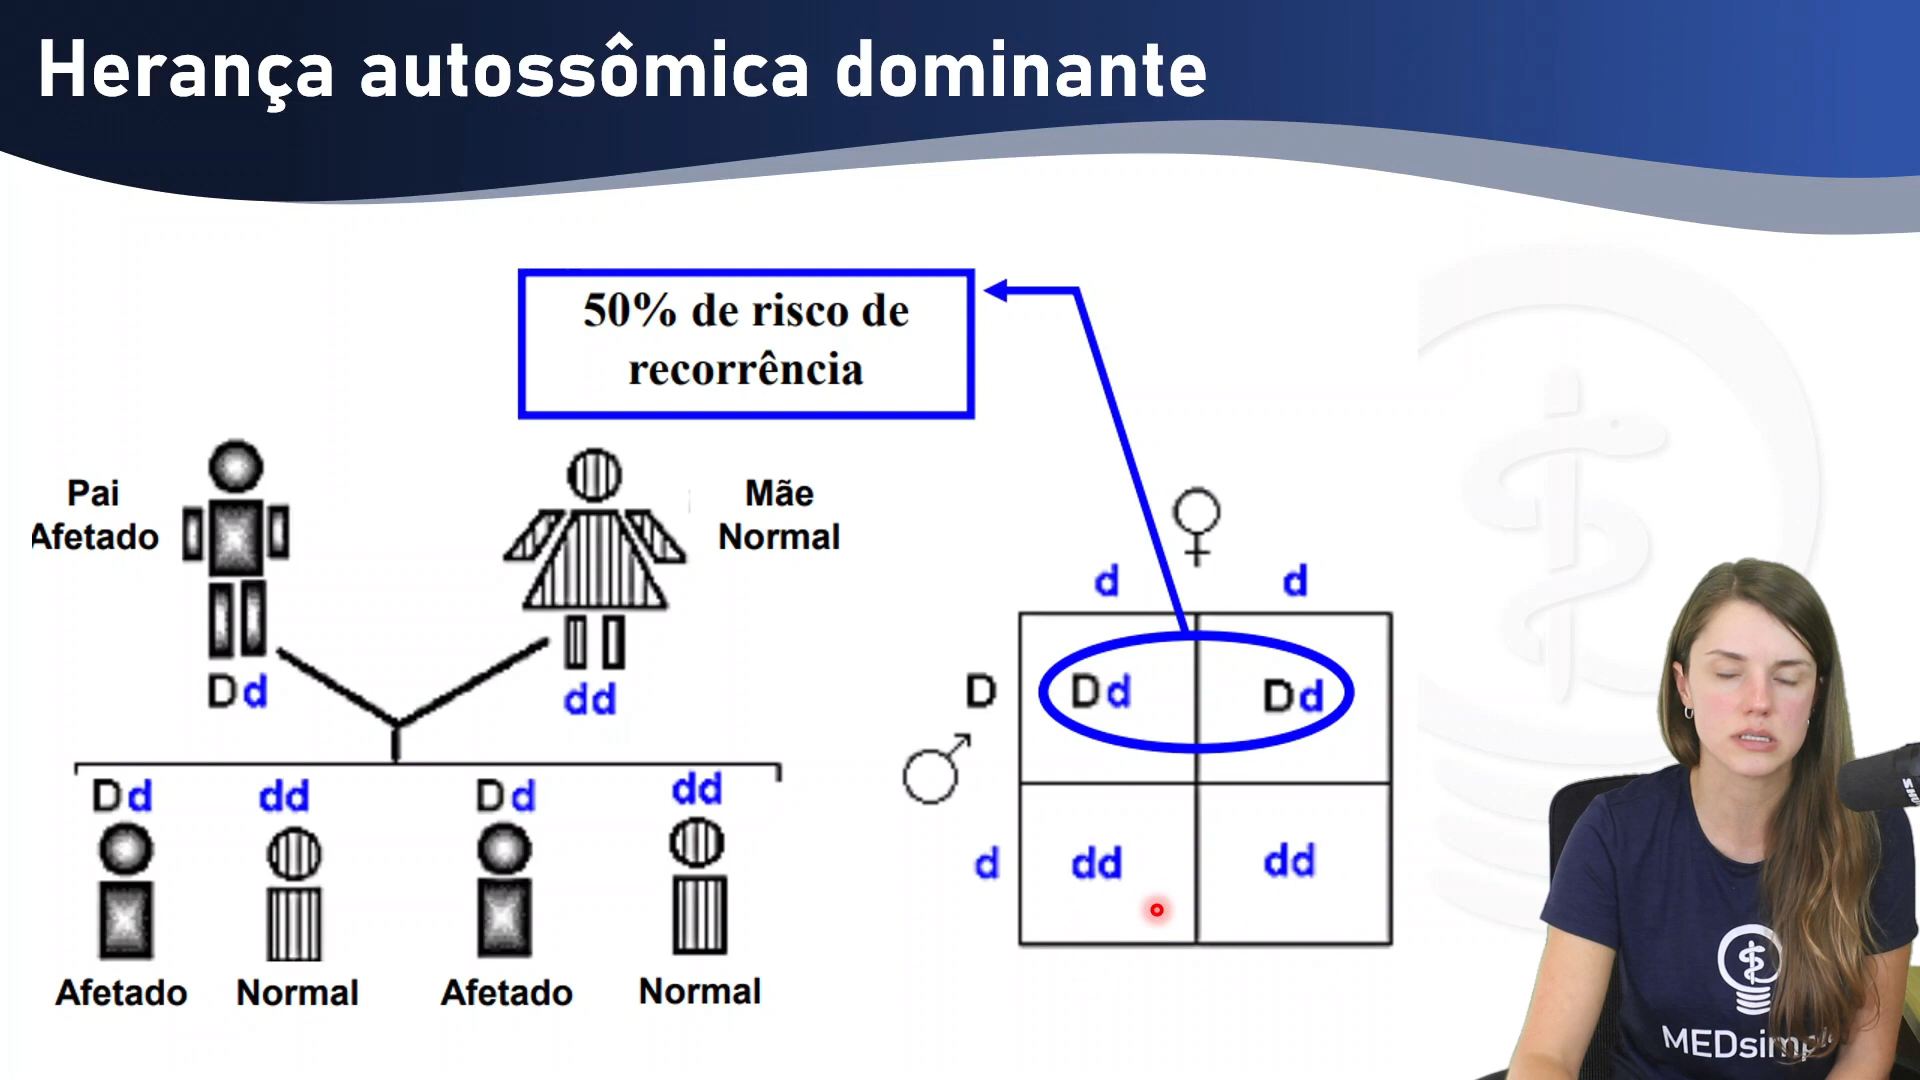 Herança autossômica dominante
50% de risco de
recorrência
Pai
Afetado
Mãe
Normal
Dd
dd
Dd
dd
Dd
dd
Afetado
Normal
Afetado
Normal
d
d
D
Dd
Dd
d
dd
dd
MEDsimple